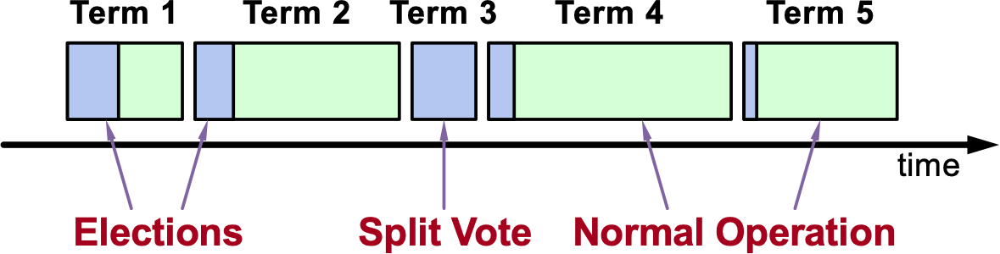 Term 1 Term 2 Term 3 Term 4 Term 5
time
Elections Split Vote Normal Operation